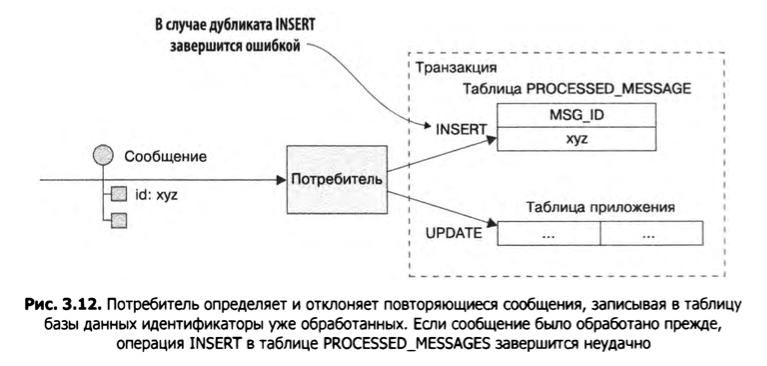 В случае дубликата INSERT
завершится ошибкой
Транзакция
Таблица PROCESSED_MESSAGE
MSG_ID
INSERT
xyz
Сообщение
id: xyz
Потребитель
Таблица приложения
UPDATE
...
...
Рис. 3.12. Потребитель определяет и отклоняет повторяющиеся сообщения, записывая в таблицу
базы данных идентификаторы уже обработанных. Если сообщение было обработано прежде,
операция INSERT в таблице PROCESSED_MESSAGES завершится неудачно